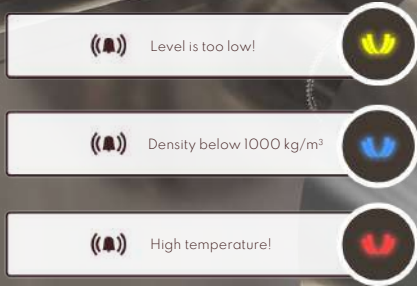 Level is too low!
Density below 1000 kg/m³
High temperature!